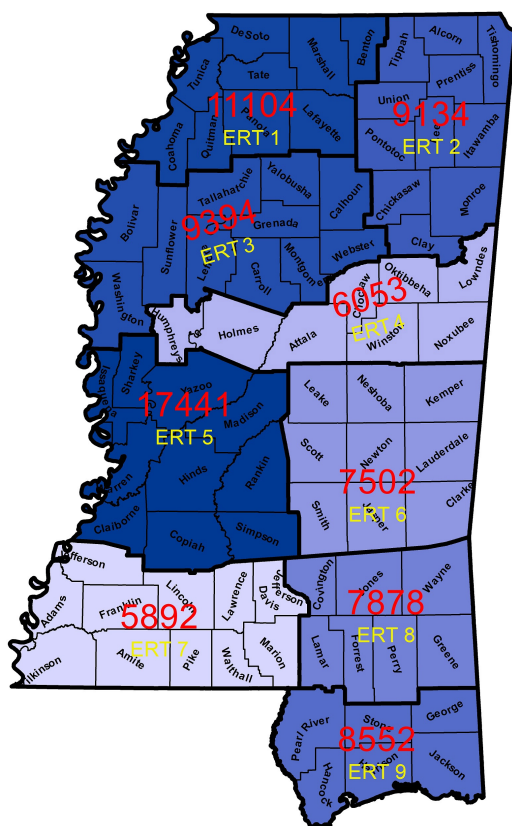 DeSoto
Marshall
Benton
Tippah
Alcorn
Tishomingo
Tunica
Tate
Prentiss
Union
11104
9134
ERT 1
ERT 2
Coahoma
Quitman
Lafayette
Pontotoc
Itawamba
Yalobusha
Tallahatchie
Calhoun
Chickasaw
Monroe
Bolivar
Sunflower
9394
Grenada
ERT 3
Carroll
Webster
Clay
Washington
Oktibbeha
Lowndes
6053
ERT 4
Humphreys
Holmes
Attala
Winston
Noxubee
Sharkey
Yazoo
Leake
Neshoba
Kemper
17441
Madison
ERT 5
Scott
Newton
Lauderdale
Hinds
Rankin
7502
ERT 6
Smith
Clarke
Claiborne
Copiah
Simpson
Lincoln
Lawrence
Jefferson
Davis
Covington
Wayne
Adams
Franklin
5892
ERT 7
7878
ERT 8
Amite
Pike
Walthall
Marion
Lamar
Forrest
Perry
Greene
Pearl River
Stone
George
8552
ERT 9
Hancock
Jackson